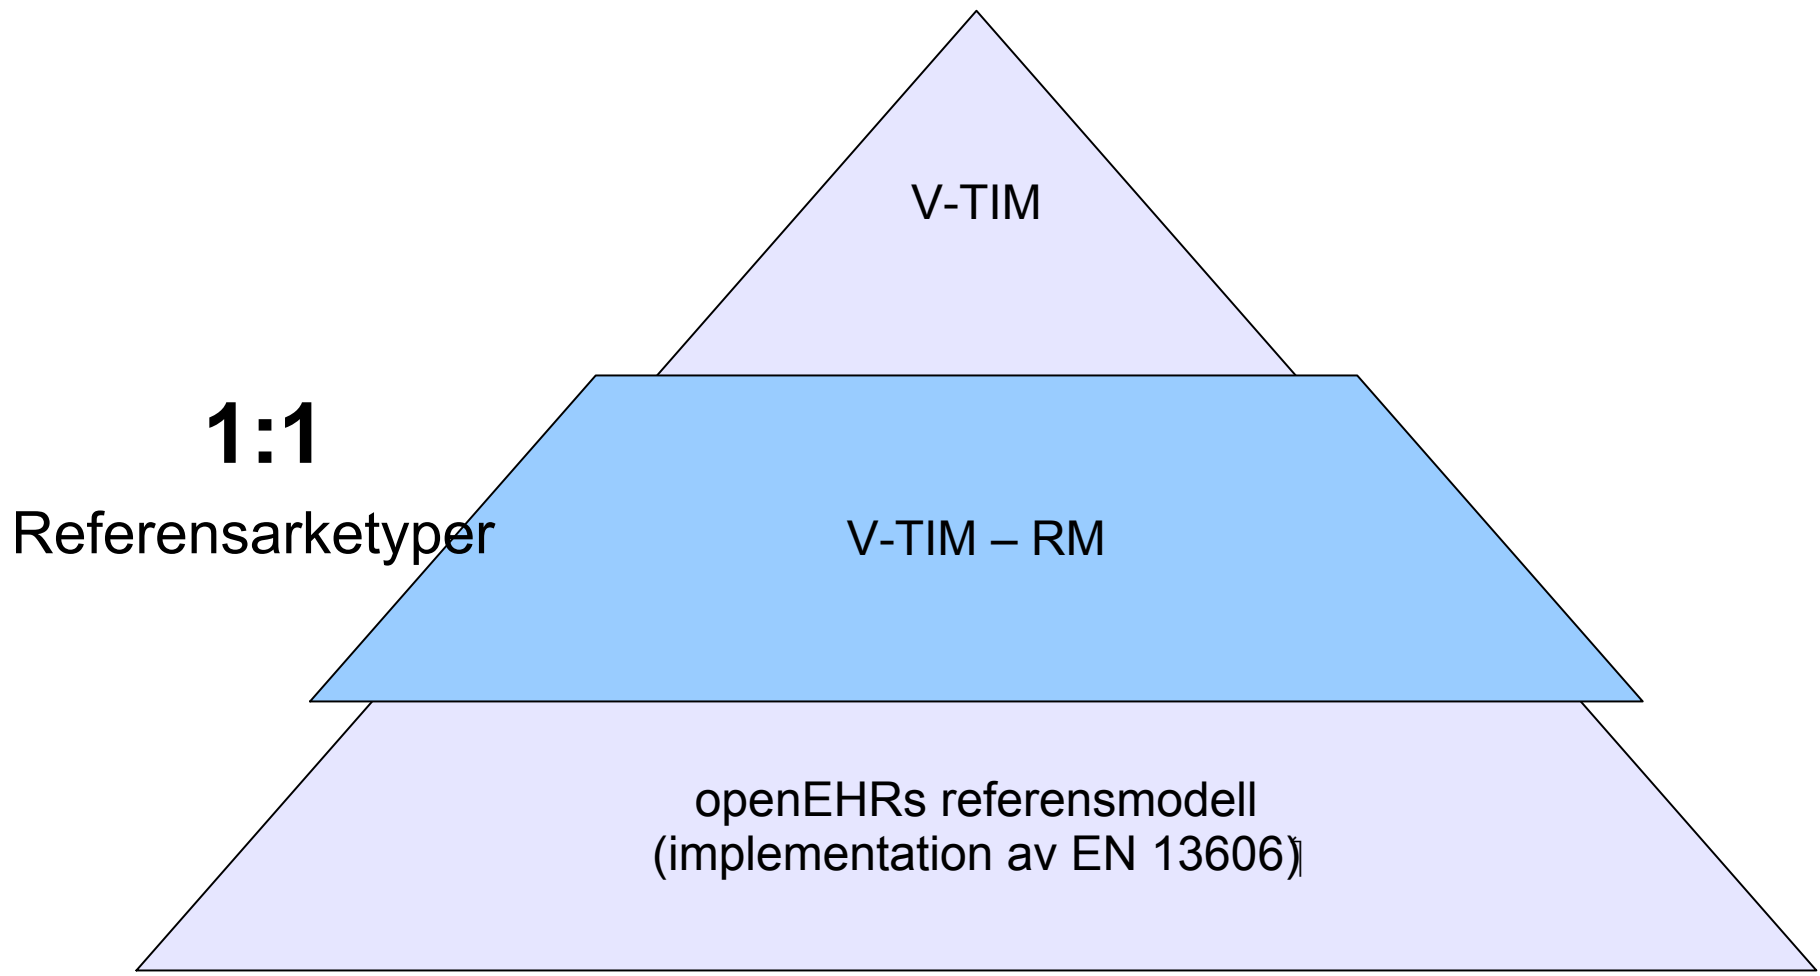 V-TIM
1:1
Referensarketyper
V-TIM – RM
openEHRs referensmodell
(implementation av EN 13606)